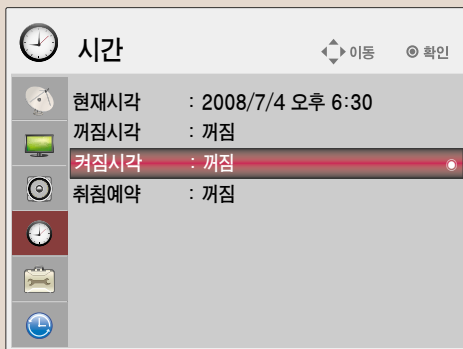 시간 이동 확인
현재시각 : 2008/7/4 오후 6:30
꺼짐시각 : 꺼짐
켜짐시각 : 꺼짐
취침예약 : 꺼짐